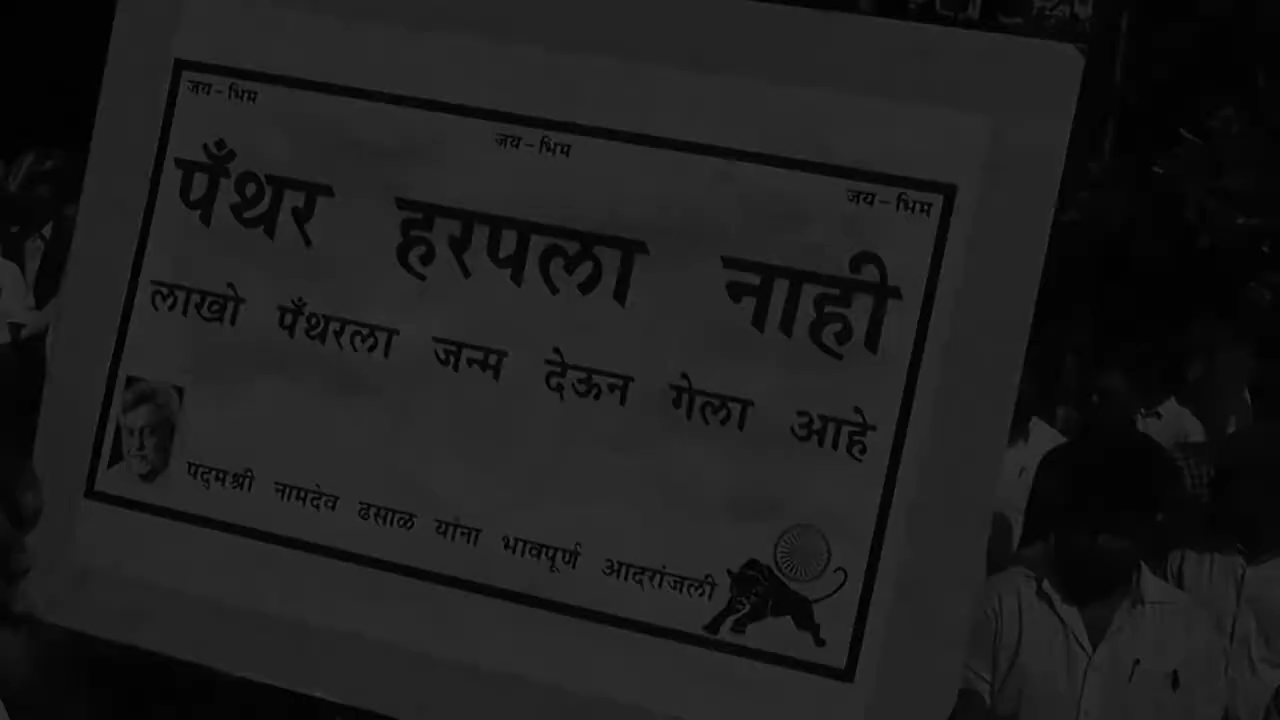 जय-भिम
जय-भिम
जय-भिम
पँथर हरपला नाही
लाखो पँथरला जन्म देऊन गेला आहे
पद्मश्री नामदेव ढसाळ यांना भावपूर्ण आदरांजली